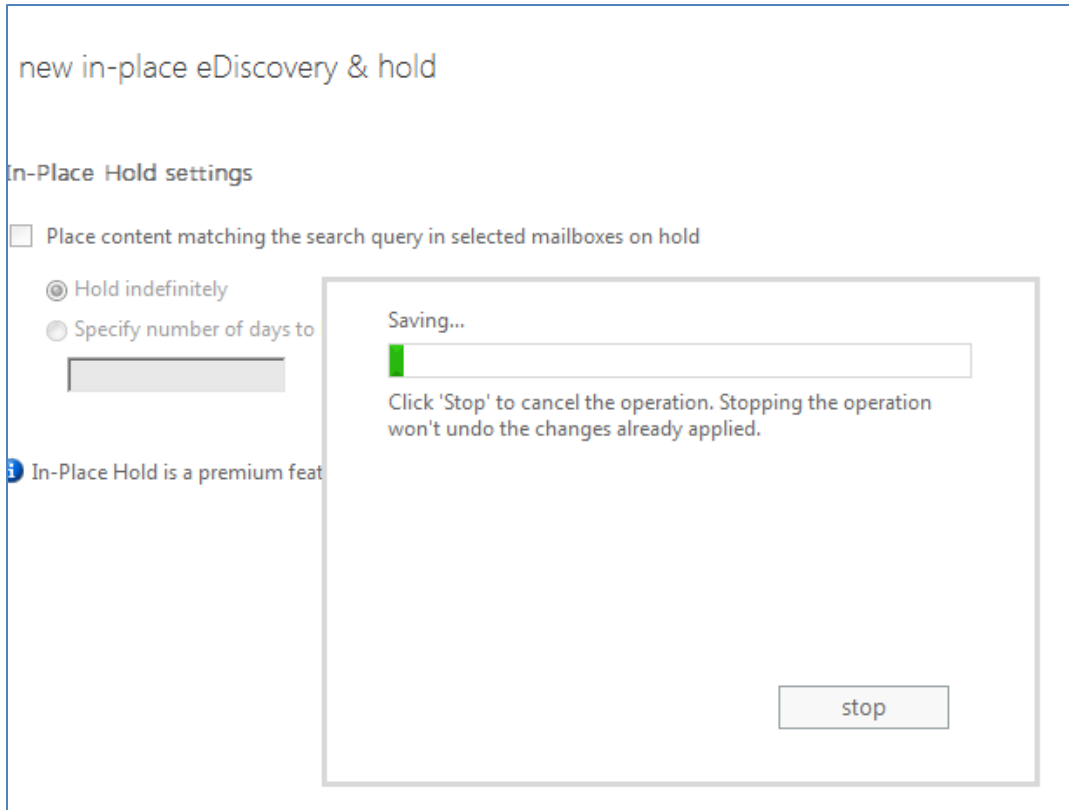 new in-place eDiscovery & hold
In-Place Hold settings
Place content matching the search query in selected mailboxes on hold
Hold indefinitely
Specify number of days to
In-Place Hold is a premium feat
Saving...
Click 'Stop' to cancel the operation. Stopping the operation
won't undo the changes already applied.
stop